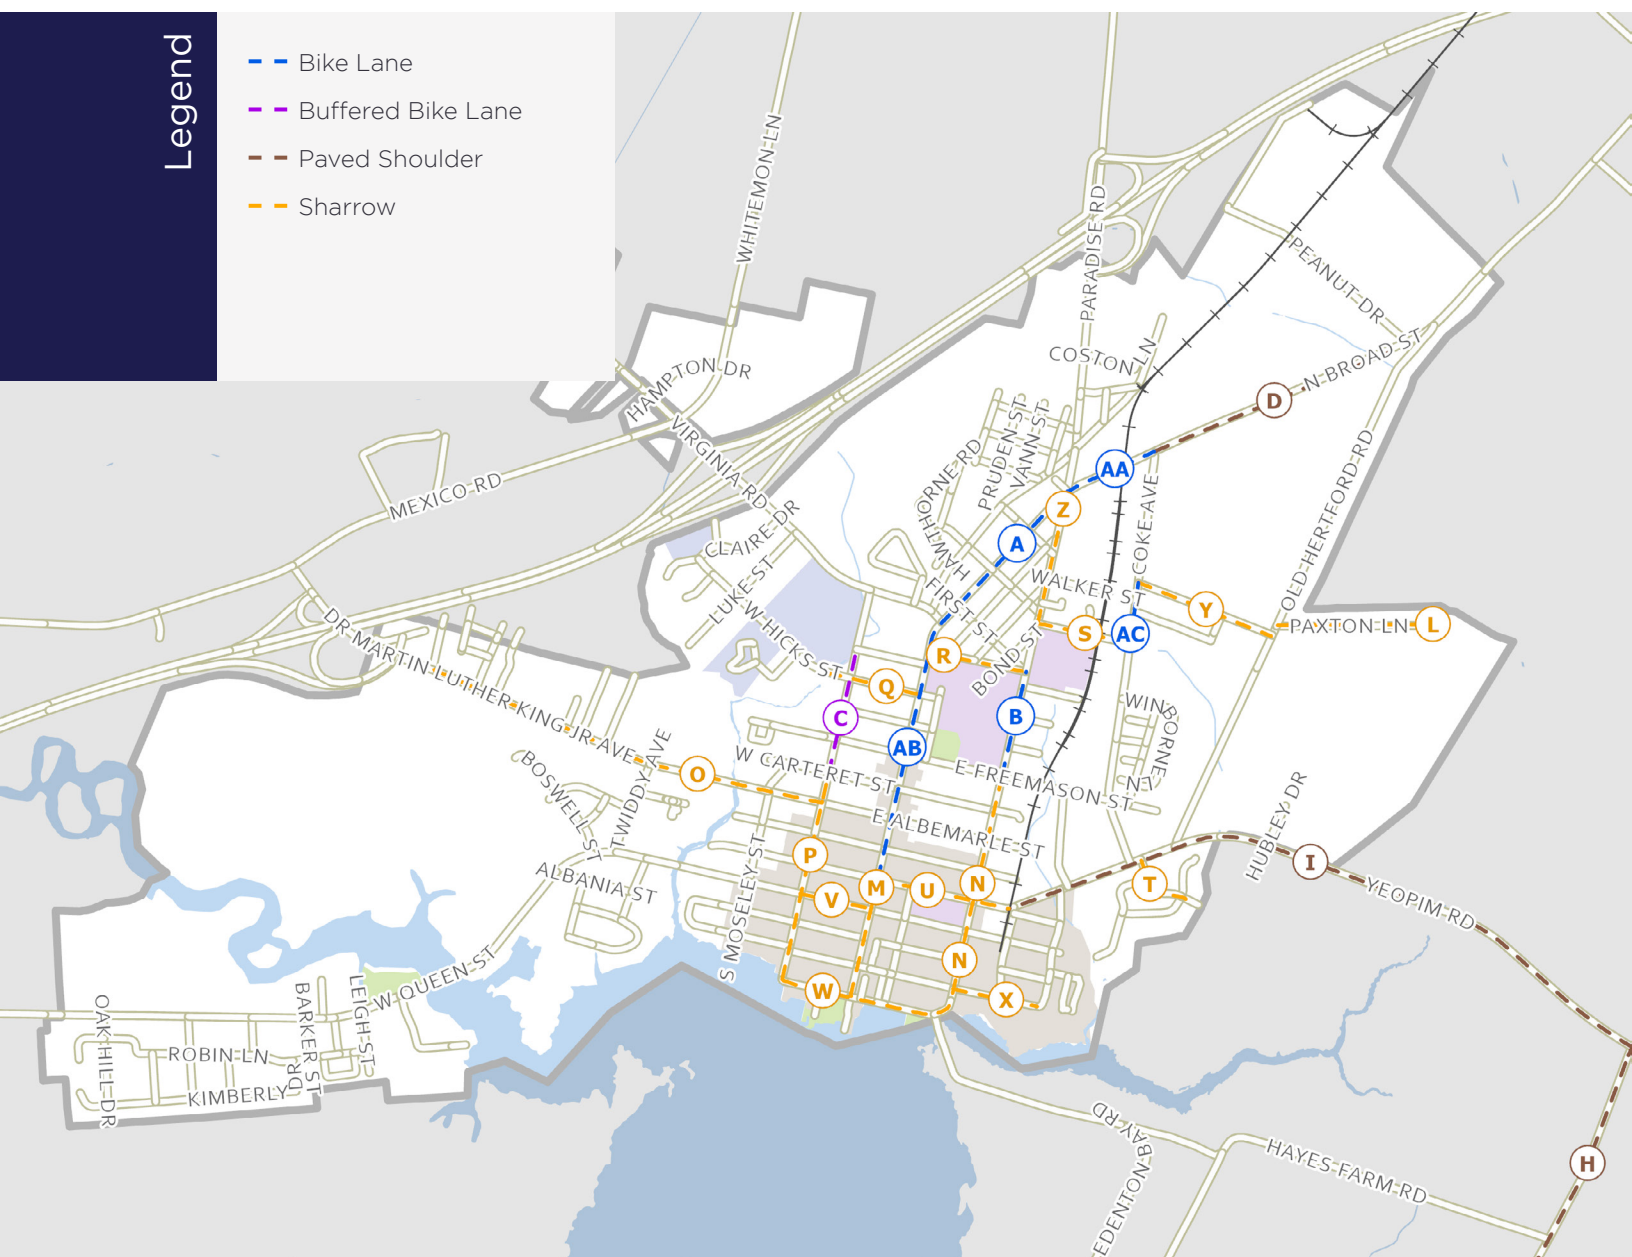 Legend
Bike Lane
Buffered Bike Lane
Paved Shoulder
Sharrow
WHITEMON LN
PARADISE RD
PEANUT DR
N BROAD ST
COSTON LN
HAMPTON DR
D
VIRGINIA RD
PRUDEN ST
VANN ST
HAWTHORNE RD
AA
MEXICO RD
COKE AVE
OLD HERTFORD RD
Z
CLAIRE DR
A
LUKE ST
WALKER ST
FIRST ST
Y
W HICKS ST
DR MARTIN LUTHER KING JR AVE
S
AC
PAXTON LN
L
R
BOND ST
Q
C
B
WINBORNE LN
AB
TWIDDY AVE
W CARTERET ST
E FREEMASON ST
O
BOSWELL ST
E ALBEMARLE ST
HUBLEY DR
P
I
ALBANIA ST
S MOSELEY ST
V
M
U
N
T
YEOPIM RD
N
W QUEEN ST
W
X
OAK HILL DR
BARKER ST
LEIGH ST
ROBIN LN
KIMBERLY DR
EDENTON BAY RD
HAYES FARM RD
H